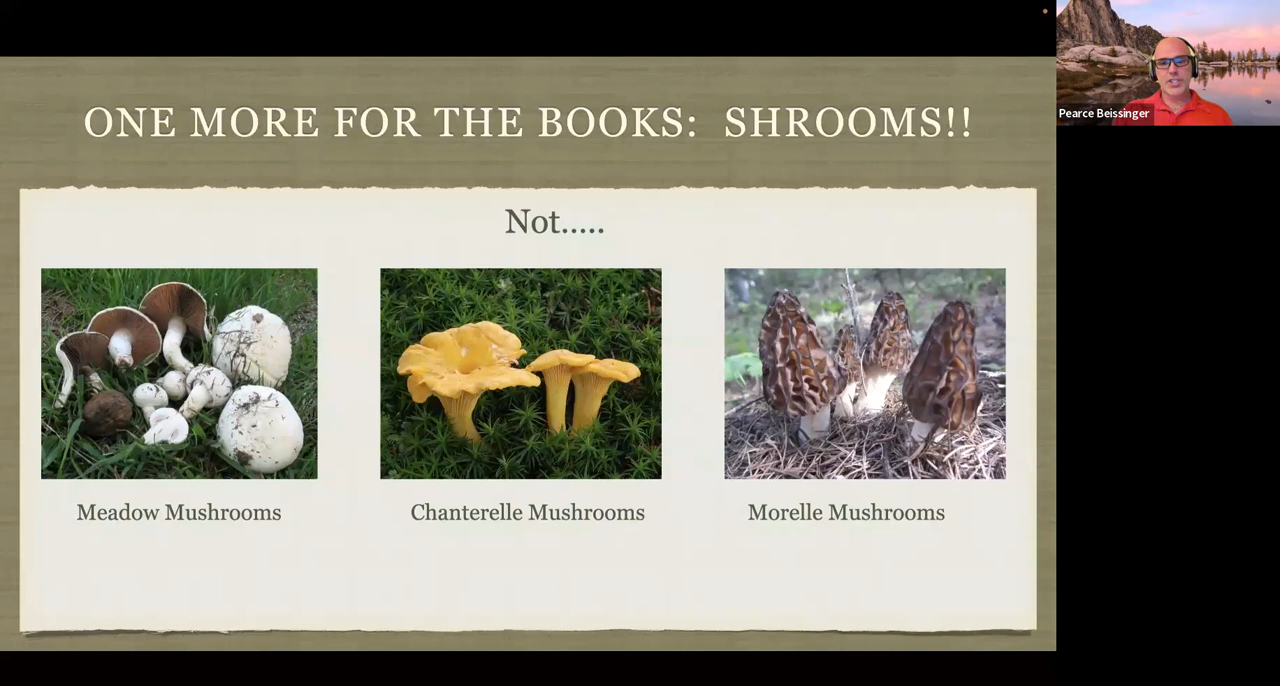 ONE MORE FOR THE BOOKS: SHROOMS!!
Pearce Beissinger
Not.....
Meadow Mushrooms
Chanterelle Mushrooms
Morelle Mushrooms